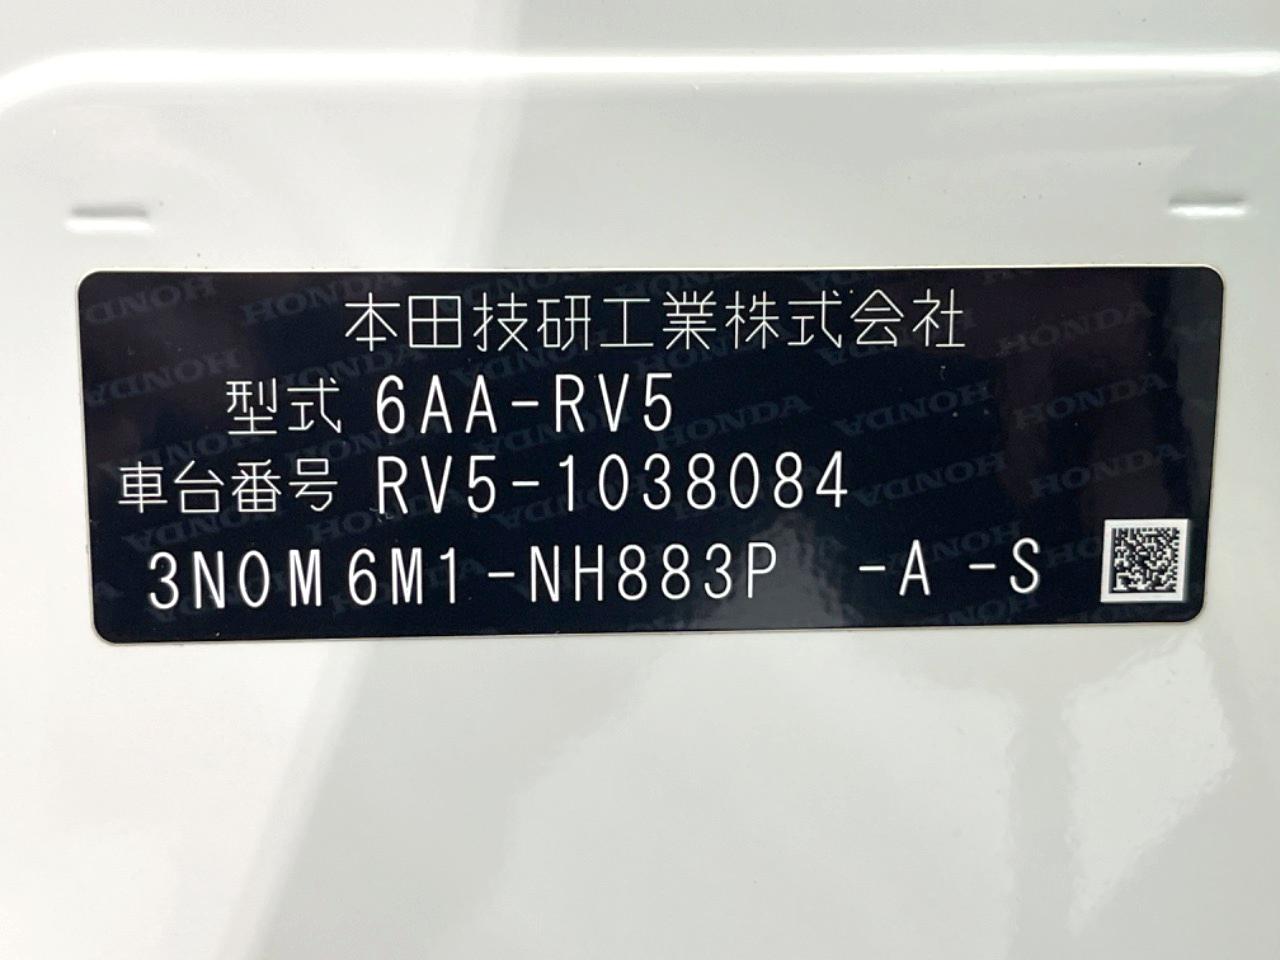 本田技研工業株式会社
型式 6AA-RV5
車台番号 RV5-1038084
3N0M6M1-NH883P -A -S